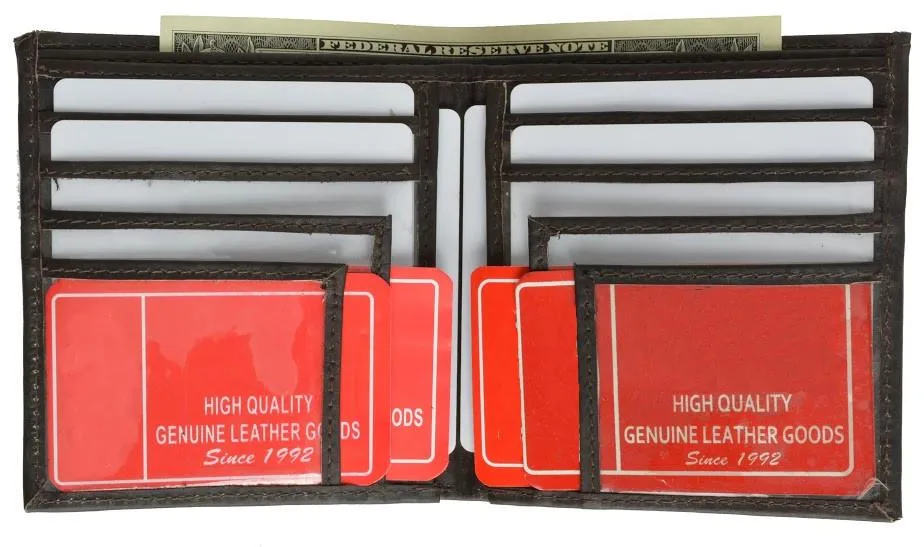 FEDERAL RESERVE NOTE
HIGH QUALITY
GENUINE LEATHER GOODS
Since 1992
ODS
HIGH QUALITY
GENUINE LEATHER GOODS
Since 1992